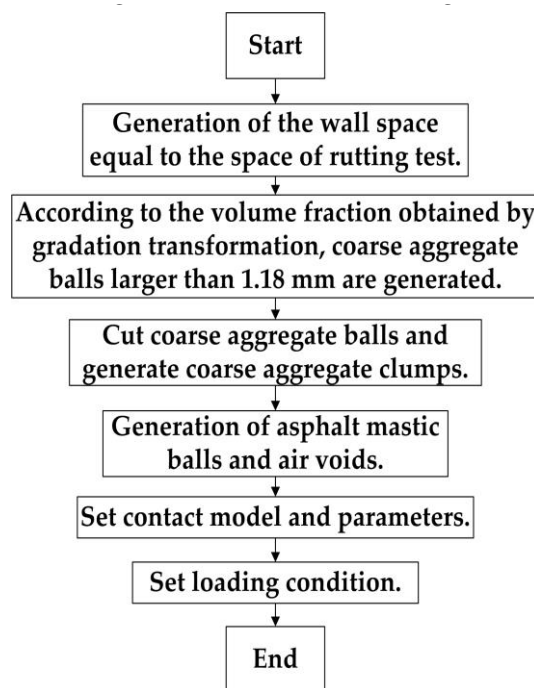 Start
Generation of the wall space
equal to the space of rutting test.
According to the volume fraction obtained by
gradation transformation, coarse aggregate
balls larger than 1.18 mm are generated.
Cut coarse aggregate balls and
generate coarse aggregate clumps.
Generation of asphalt mastic
balls and air voids.
Set contact model and parameters.
Set loading condition.
End